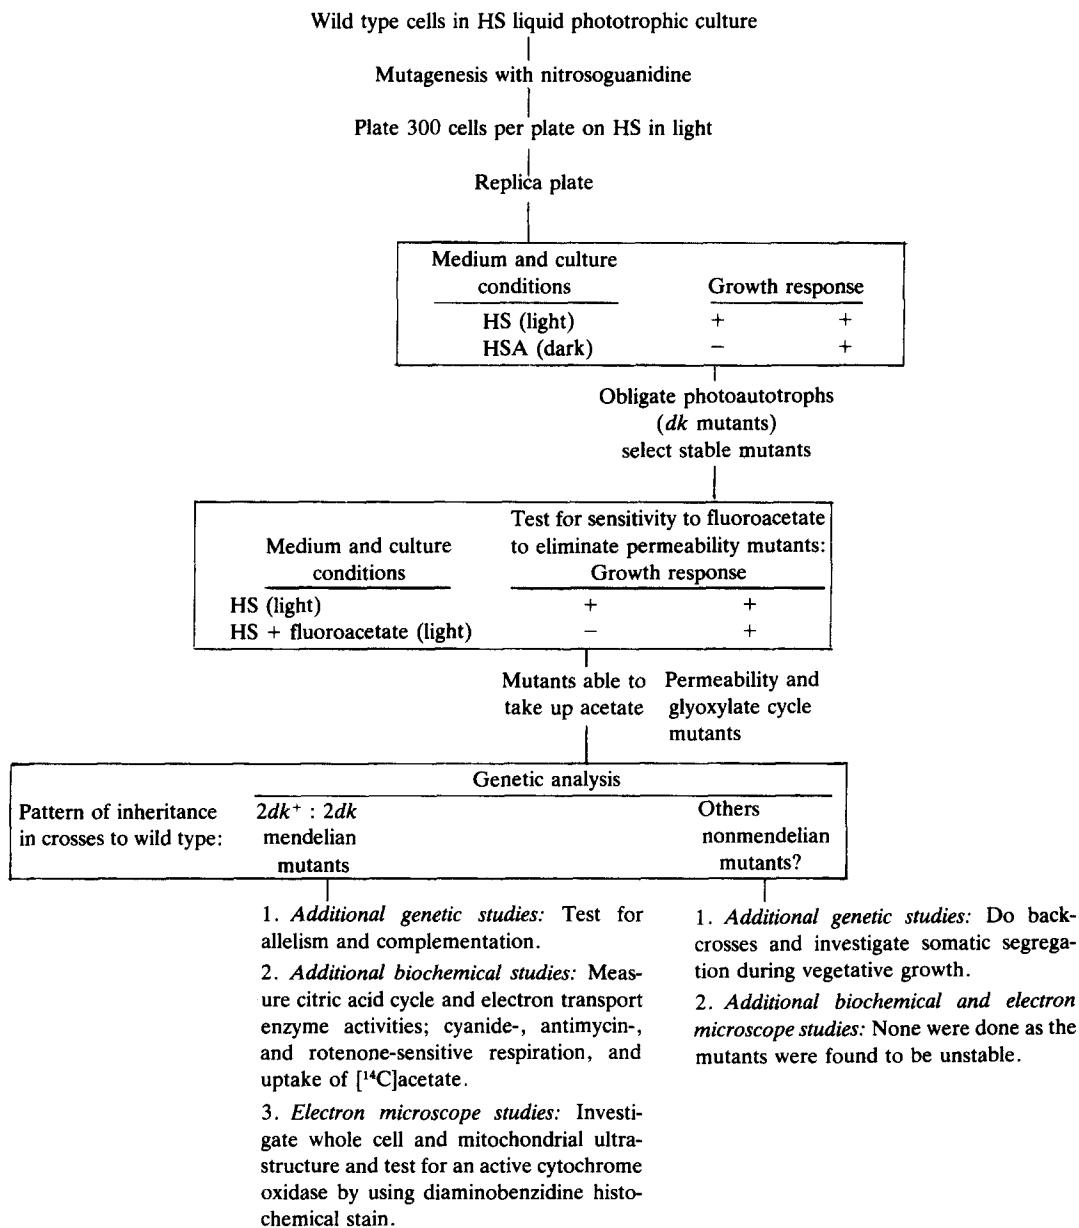 Wild type cells in HS liquid phototrophic culture
Mutagenesis with nitrosoguanidine
Plate 300 cells per plate on HS in light
Replica plate
Medium and culture
conditions
Growth response
HS (light) + +
HSA (dark) − +
Obligate photoautotrophs
(dk mutants)
select stable mutants
Medium and culture
conditions
Test for sensitivity to fluoroacetate
to eliminate permeability mutants:
Growth response
HS (light) + +
HS + fluoroacetate (light) − +
Mutants able to
take up acetate
Permeability and
glyoxylate cycle
mutants
Genetic analysis
Pattern of inheritance
in crosses to wild type:
2dk⁺ : 2dk
mendelian
mutants
Others
nonmendelian
mutants?
1. Additional genetic studies: Test for
allelism and complementation.
2. Additional biochemical studies: Meas-
ure citric acid cycle and electron transport
enzyme activities; cyanide-, antimycin-,
and rotenone-sensitive respiration, and
uptake of [¹⁴C]acetate.
3. Electron microscope studies: Investi-
gate whole cell and mitochondrial ultra-
structure and test for an active cytochrome
oxidase by using diaminobenzidine histo-
chemical stain.
1. Additional genetic studies: Do back-
crosses and investigate somatic segrega-
tion during vegetative growth.
2. Additional biochemical and electron
microscope studies: None were done as the
mutants were found to be unstable.